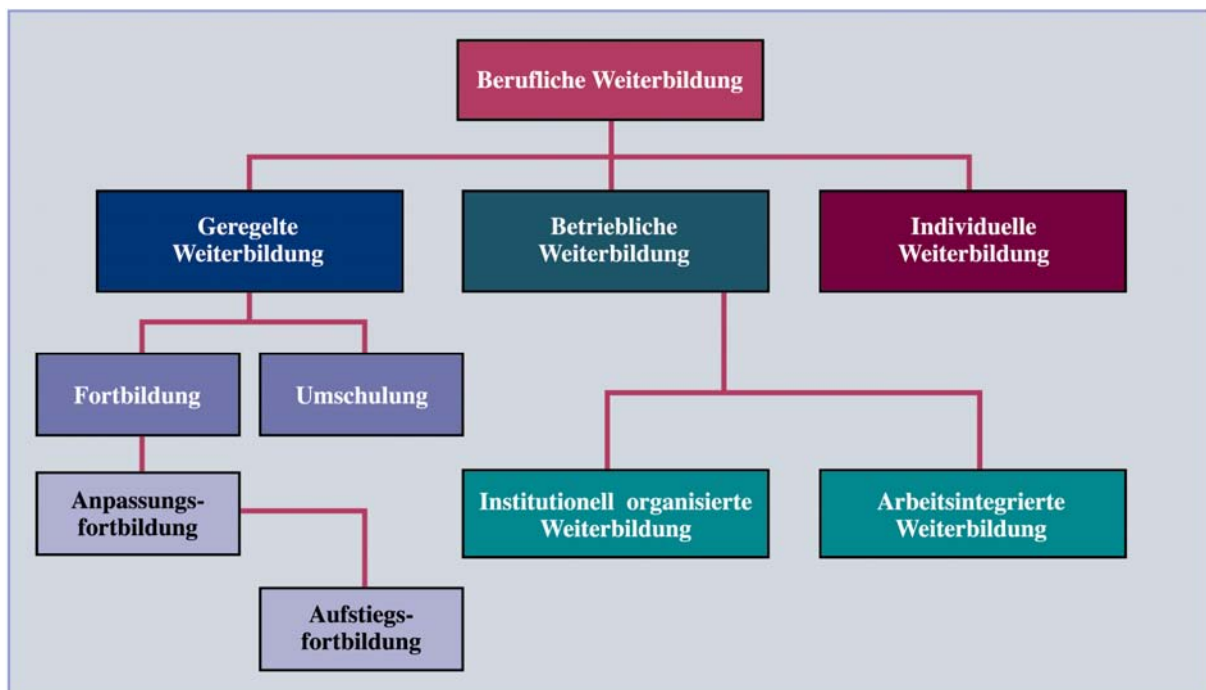 Berufliche Weiterbildung
Geregelte
Weiterbildung
Betriebliche
Weiterbildung
Individuelle
Weiterbildung
Fortbildung
Umschulung
Anpassungs-
fortbildung
Institutionell organisierte
Weiterbildung
Arbeitsintegrierte
Weiterbildung
Aufstiegs-
fortbildung